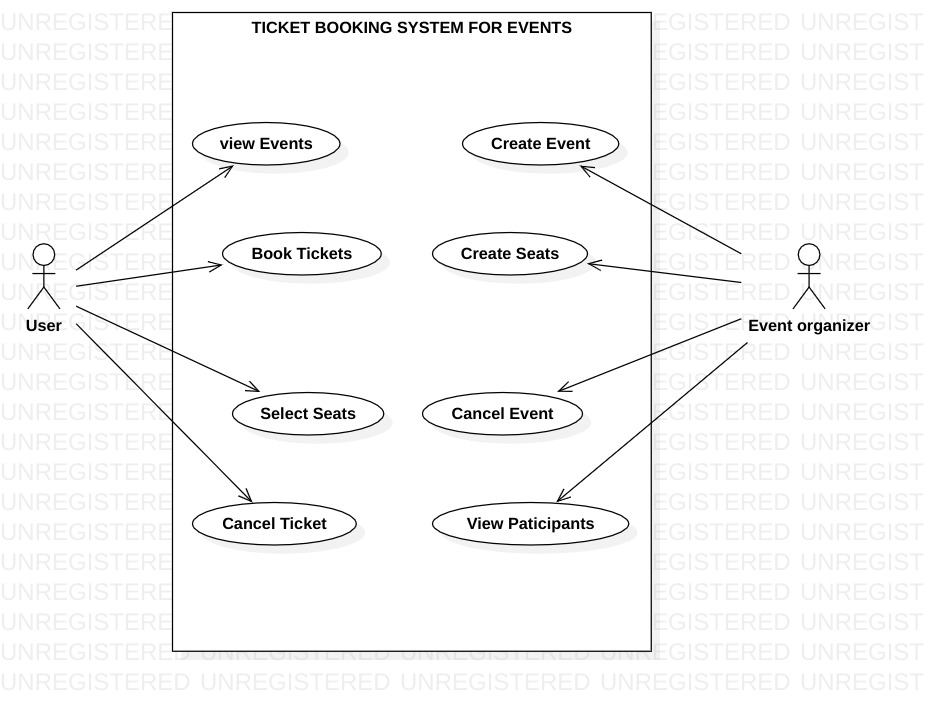 TICKET BOOKING SYSTEM FOR EVENTS
view Events
Create Event
Book Tickets
Create Seats
User
Event organizer
Select Seats
Cancel Event
Cancel Ticket
View Paticipants
UNREGISTERED UNREGISTERED UNREGISTERED UNREGISTERED UNREGIST